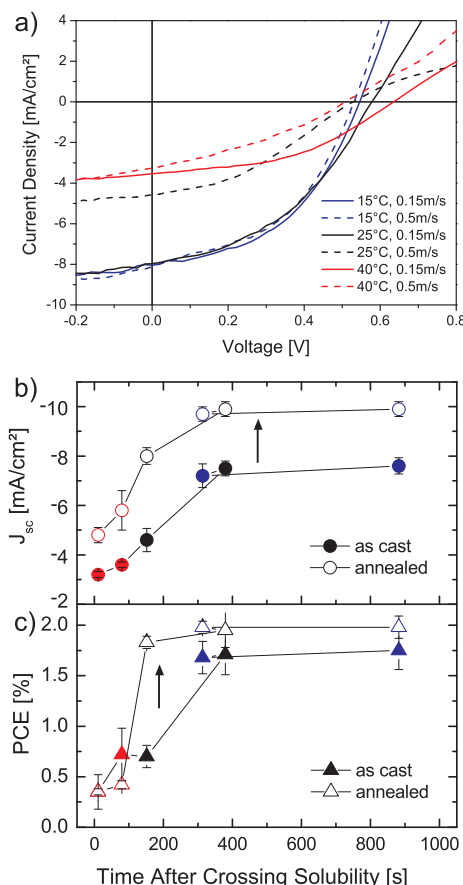 a)
4
2
0
-2
-4
-6
-8
-10
Current Density [mA/cm²]
15°C, 0.15m/s
15°C, 0.5m/s
25°C, 0.15m/s
25°C, 0.5m/s
40°C, 0.15m/s
40°C, 0.5m/s
-0.2 0.0 0.2 0.4 0.6 0.8
Voltage [V]
b)
-10
-8
-6
-4
-2
J_sc [mA/cm²]
as cast
annealed
c)
2.0
1.5
1.0
0.5
0.0
PCE [%]
as cast
annealed
0 200 400 600 800 1000
Time After Crossing Solubility [s]